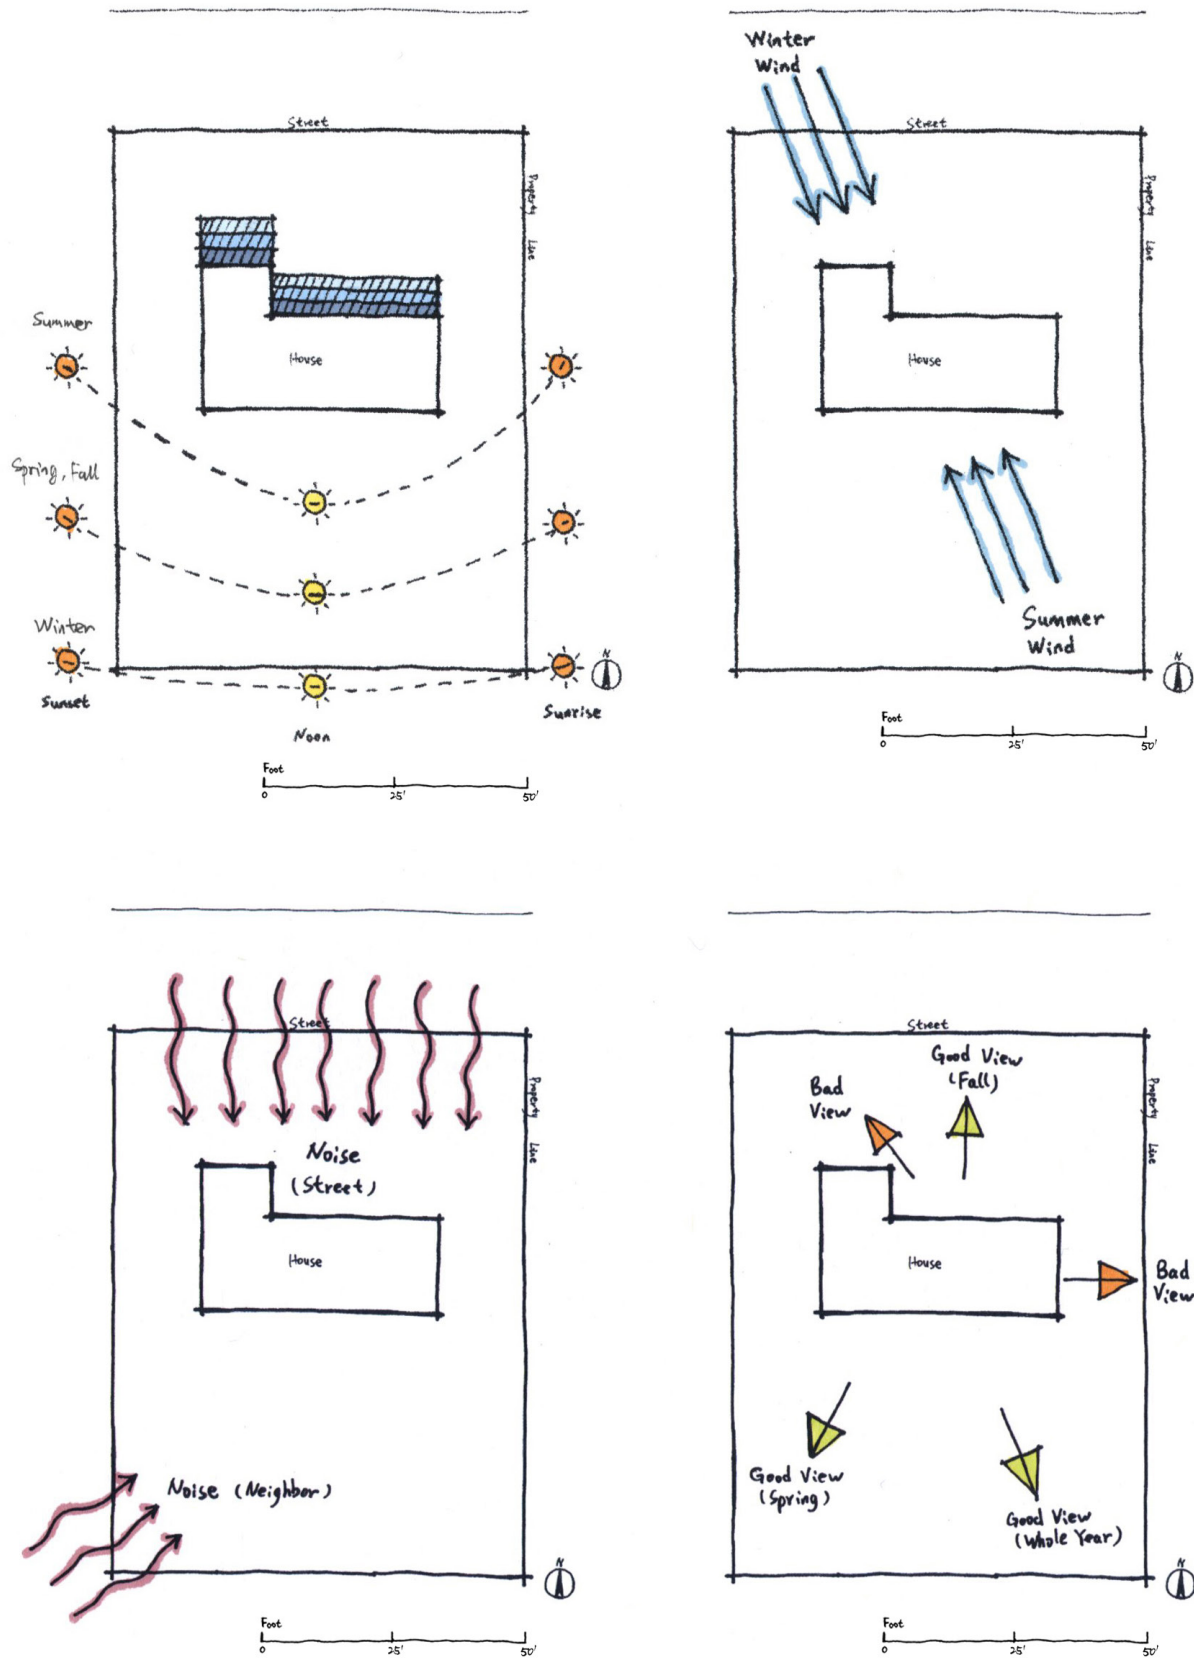 Street
Property
Line
Summer
House
Spring, Fall
Winter
Sunset
Noon
Sunrise
N
Foot
0
25'
50'
Winter
Wind
Street
Property
Line
House
Summer
Wind
N
Foot
0
25'
50'
Street
Property
Line
Noise
(Street)
House
Noise (Neighbor)
N
Foot
0
25'
50'
Street
Good View
(Fall)
Bad
View
Property
Line
House
Bad
View
Good View
(Spring)
Good View
(Whole Year)
N
Foot
0
25'
50'